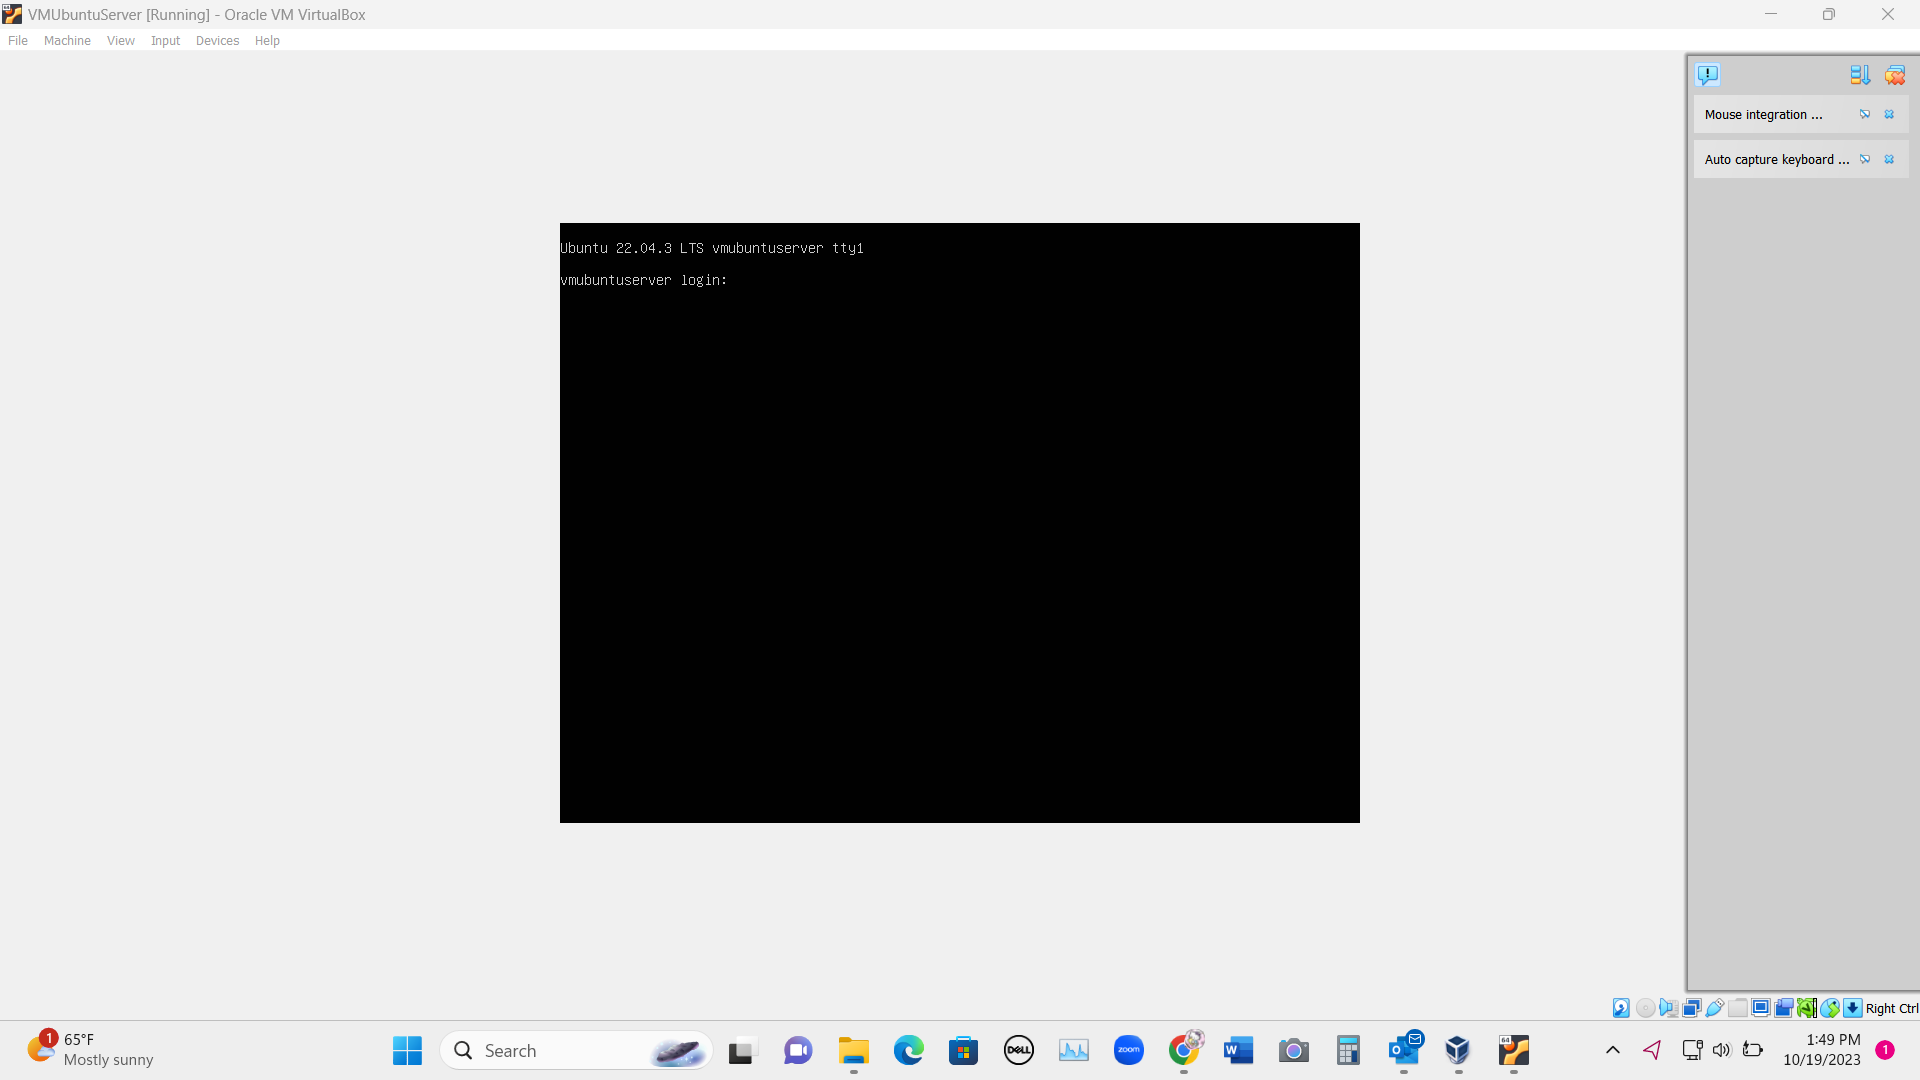 VMUbuntuServer [Running] - Oracle VM VirtualBox
File Machine View Input Devices Help
Mouse integration ...
Auto capture keyboard ...
Ubuntu 22.04.3 LTS vmubuntuserver tty1
vmubuntuserver login:
Right Ctrl
1
65°F
Mostly sunny
Search
DELL
zoom
W
64
1:49 PM
10/19/2023
1